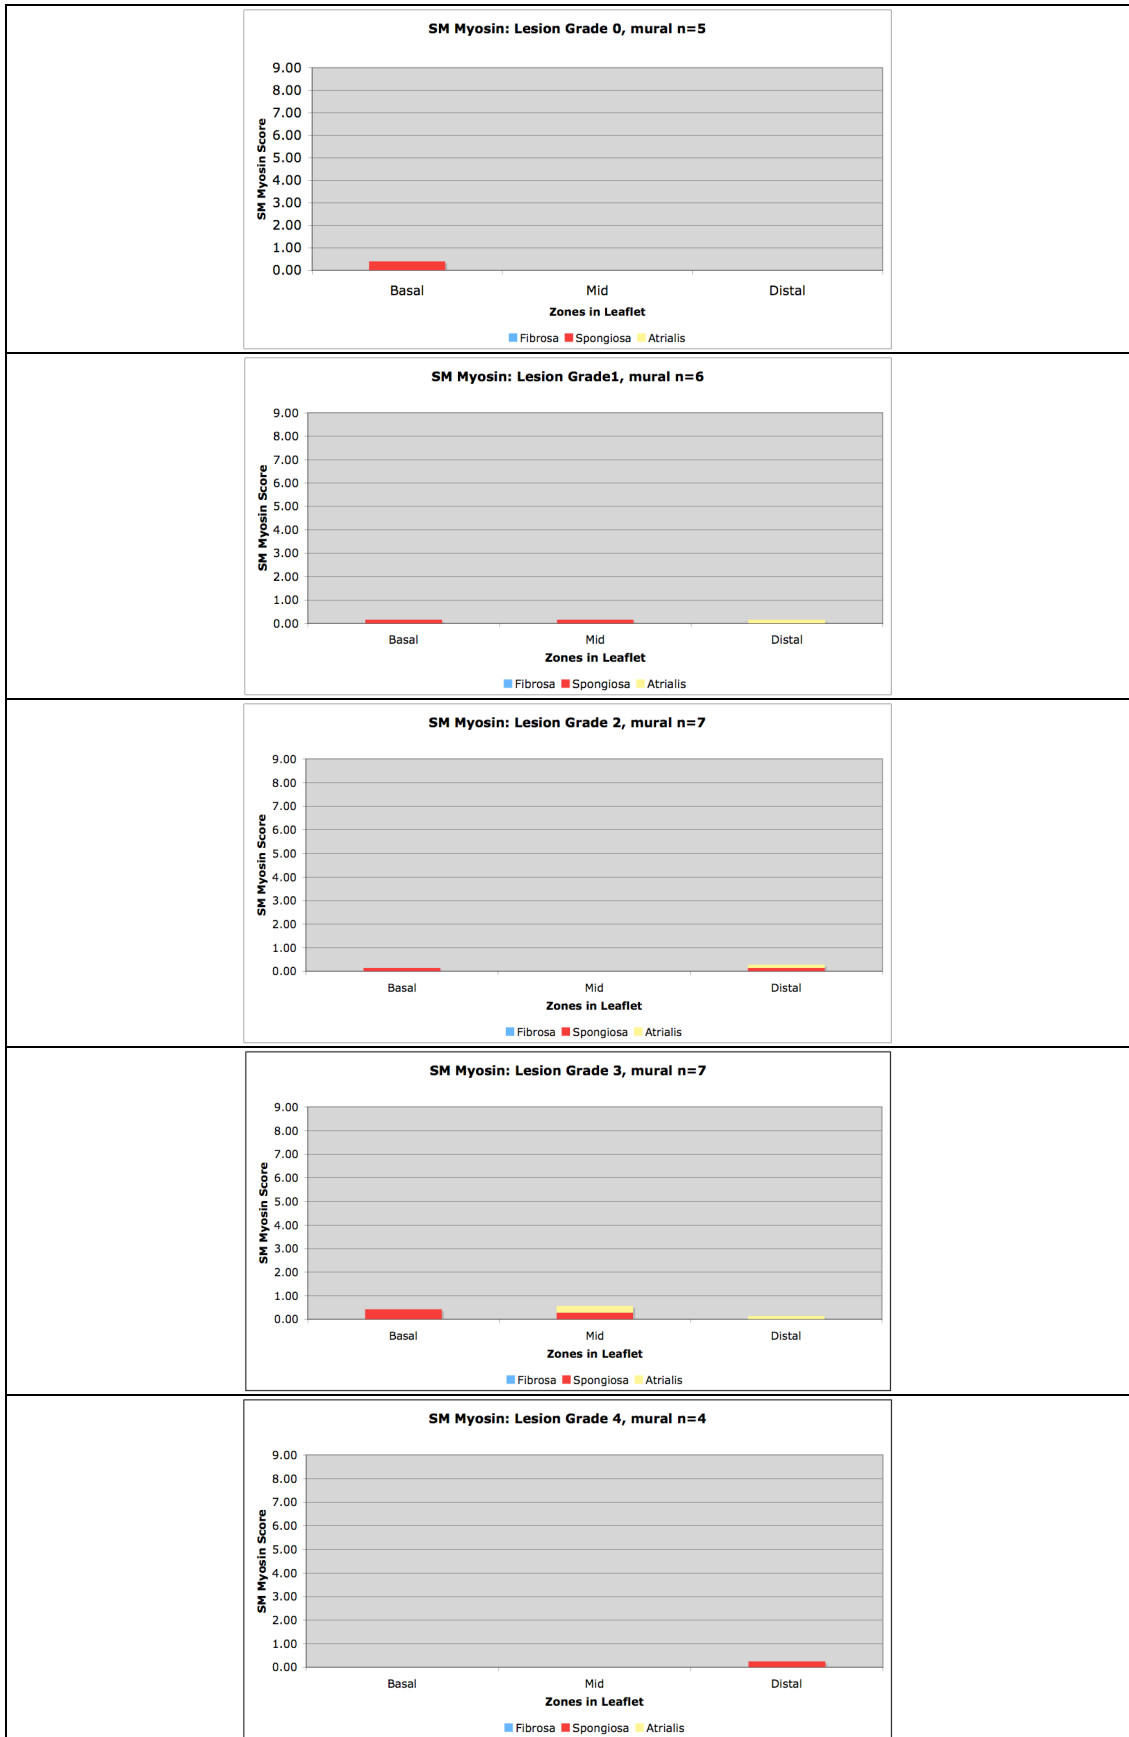 SM Myosin: Lesion Grade 0, mural n=5
9.00
8.00
7.00
6.00
5.00
4.00
3.00
2.00
1.00
0.00
SM Myosin Score
Basal Mid Distal
Zones in Leaflet
Fibrosa Spongiosa Atrialis
SM Myosin: Lesion Grade1, mural n=6
9.00
8.00
7.00
6.00
5.00
4.00
3.00
2.00
1.00
0.00
SM Myosin Score
Basal Mid Distal
Zones in Leaflet
Fibrosa Spongiosa Atrialis
SM Myosin: Lesion Grade 2, mural n=7
9.00
8.00
7.00
6.00
5.00
4.00
3.00
2.00
1.00
0.00
SM Myosin Score
Basal Mid Distal
Zones in Leaflet
Fibrosa Spongiosa Atrialis
SM Myosin: Lesion Grade 3, mural n=7
9.00
8.00
7.00
6.00
5.00
4.00
3.00
2.00
1.00
0.00
SM Myosin Score
Basal Mid Distal
Zones in Leaflet
Fibrosa Spongiosa Atrialis
SM Myosin: Lesion Grade 4, mural n=4
9.00
8.00
7.00
6.00
5.00
4.00
3.00
2.00
1.00
0.00
SM Myosin Score
Basal Mid Distal
Zones in Leaflet
Fibrosa Spongiosa Atrialis